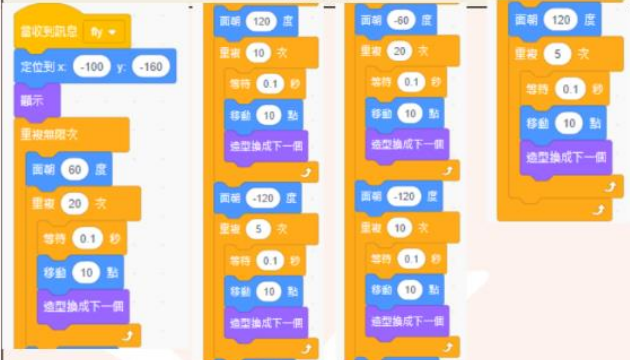 當收到訊息 fly
定位到 x: -100 y: -160
顯示
重複無限次
面朝 60 度
重複 20 次
等待 0.1 秒
移動 10 點
造型換成下一個
面朝 120 度
重複 10 次
等待 0.1 秒
移動 10 點
造型換成下一個
面朝 -120 度
重複 5 次
等待 0.1 秒
移動 10 點
造型換成下一個
面朝 -60 度
重複 20 次
等待 0.1 秒
移動 10 點
造型換成下一個
面朝 -120 度
重複 10 次
等待 0.1 秒
移動 10 點
造型換成下一個
面朝 120 度
重複 5 次
等待 0.1 秒
移動 10 點
造型換成下一個